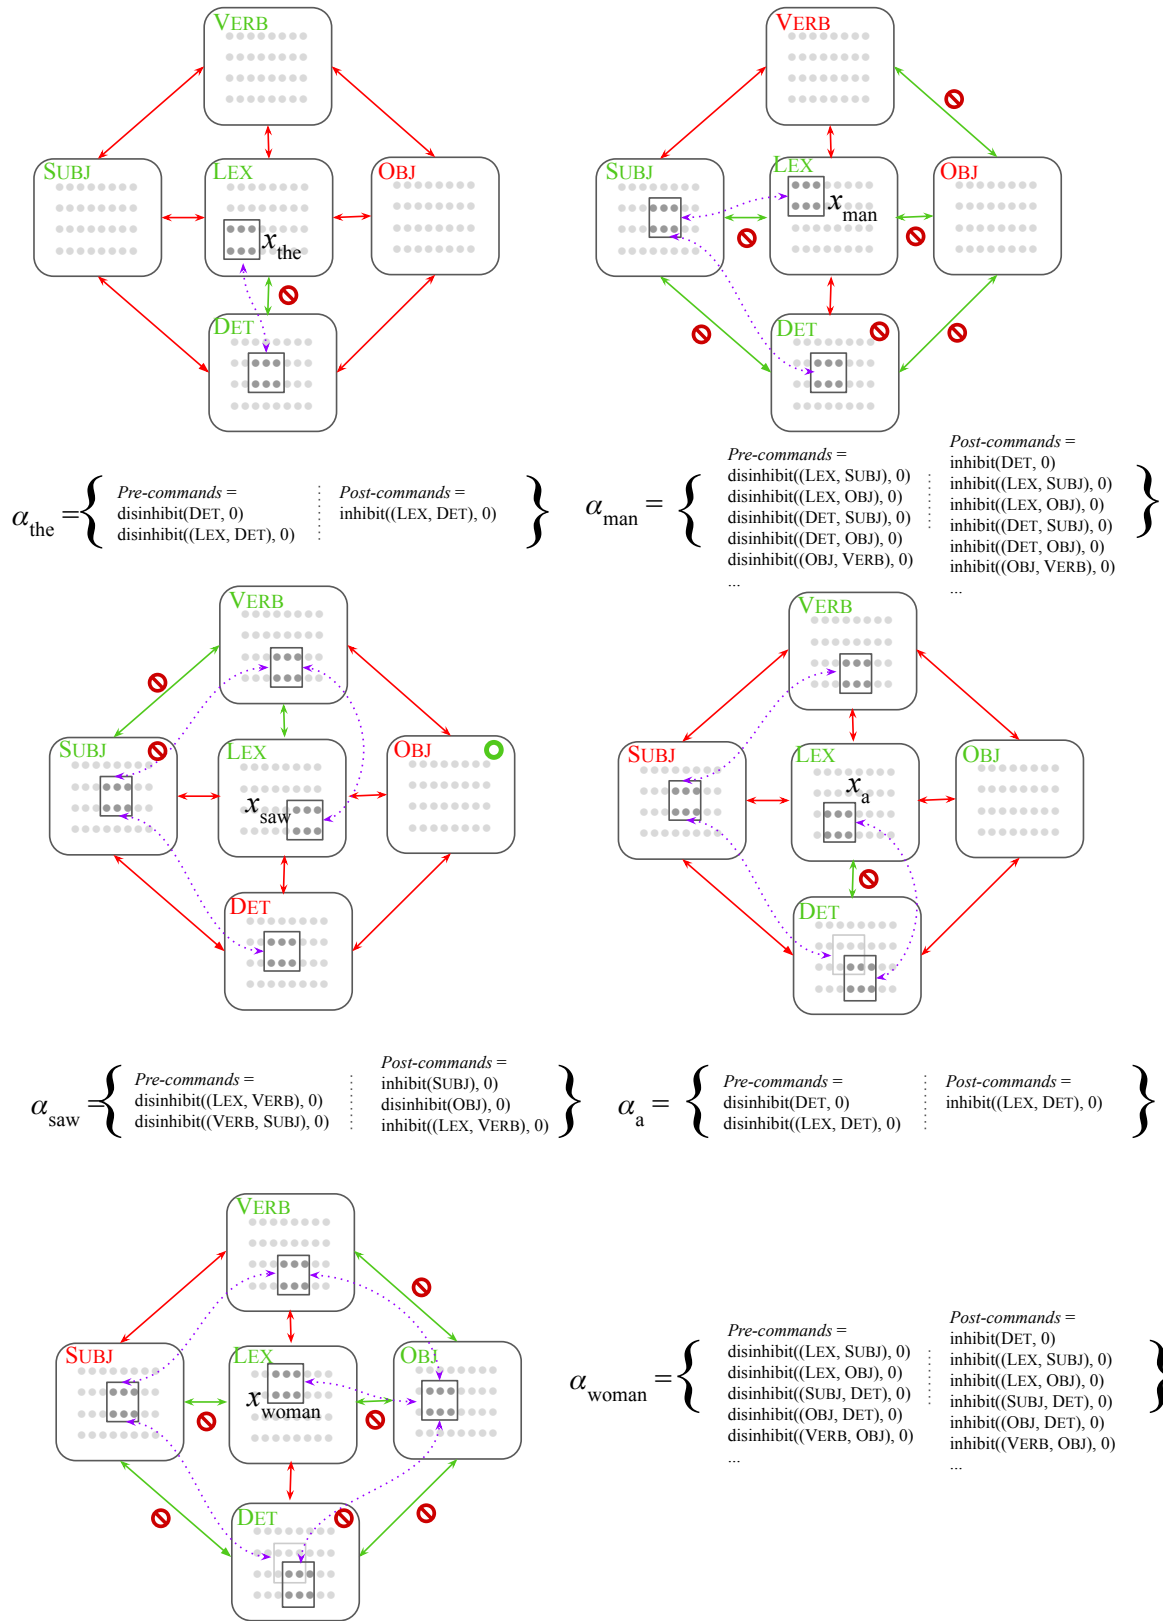 VERB
SUBJ
LEX
OBJ
x_the
DET
VERB
SUBJ
LEX
OBJ
x_man
DET
α_the = {
Pre-commands =
disinhibit(DET, 0)
disinhibit((LEX, DET), 0)
Post-commands =
inhibit((LEX, DET), 0)
}
α_man = {
Pre-commands =
disinhibit((LEX, SUBJ), 0)
disinhibit((LEX, OBJ), 0)
disinhibit((DET, SUBJ), 0)
disinhibit((DET, OBJ), 0)
disinhibit((OBJ, VERB), 0)
...
Post-commands =
inhibit(DET, 0)
inhibit((LEX, SUBJ), 0)
inhibit((LEX, OBJ), 0)
inhibit((DET, SUBJ), 0)
inhibit((DET, OBJ), 0)
inhibit((OBJ, VERB), 0)
...
}
VERB
SUBJ
LEX
OBJ
x_saw
DET
VERB
SUBJ
LEX
OBJ
x_a
DET
α_saw = {
Pre-commands =
disinhibit((LEX, VERB), 0)
disinhibit((VERB, SUBJ), 0)
Post-commands =
inhibit(SUBJ), 0)
disinhibit(OBJ), 0)
inhibit((LEX, VERB), 0)
}
α_a = {
Pre-commands =
disinhibit(DET, 0)
disinhibit((LEX, DET), 0)
Post-commands =
inhibit((LEX, DET), 0)
}
VERB
SUBJ
LEX
OBJ
x_woman
DET
α_woman = {
Pre-commands =
disinhibit((LEX, SUBJ), 0)
disinhibit((LEX, OBJ), 0)
disinhibit((SUBJ, DET), 0)
disinhibit((OBJ, DET), 0)
disinhibit((VERB, OBJ), 0)
...
Post-commands =
inhibit(DET, 0)
inhibit((LEX, SUBJ), 0)
inhibit((LEX, OBJ), 0)
inhibit((SUBJ, DET), 0)
inhibit((OBJ, DET), 0)
inhibit((VERB, OBJ), 0)
...
}